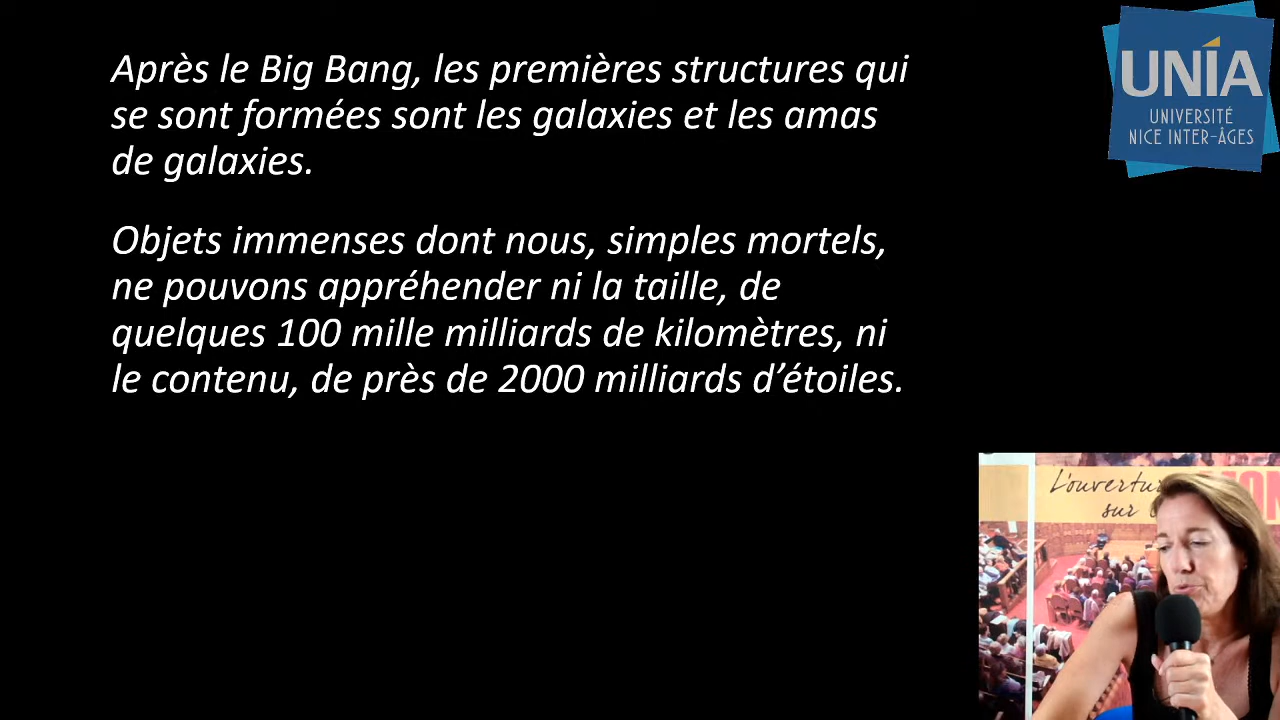 Après le Big Bang, les premières structures qui
se sont formées sont les galaxies et les amas
de galaxies.
Objets immenses dont nous, simples mortels,
ne pouvons appréhender ni la taille, de
quelques 100 mille milliards de kilomètres, ni
le contenu, de près de 2000 milliards d’étoiles.
UNÍA
UNIVERSITÉ
NICE INTER-ÂGES
L'ouvertu
sur